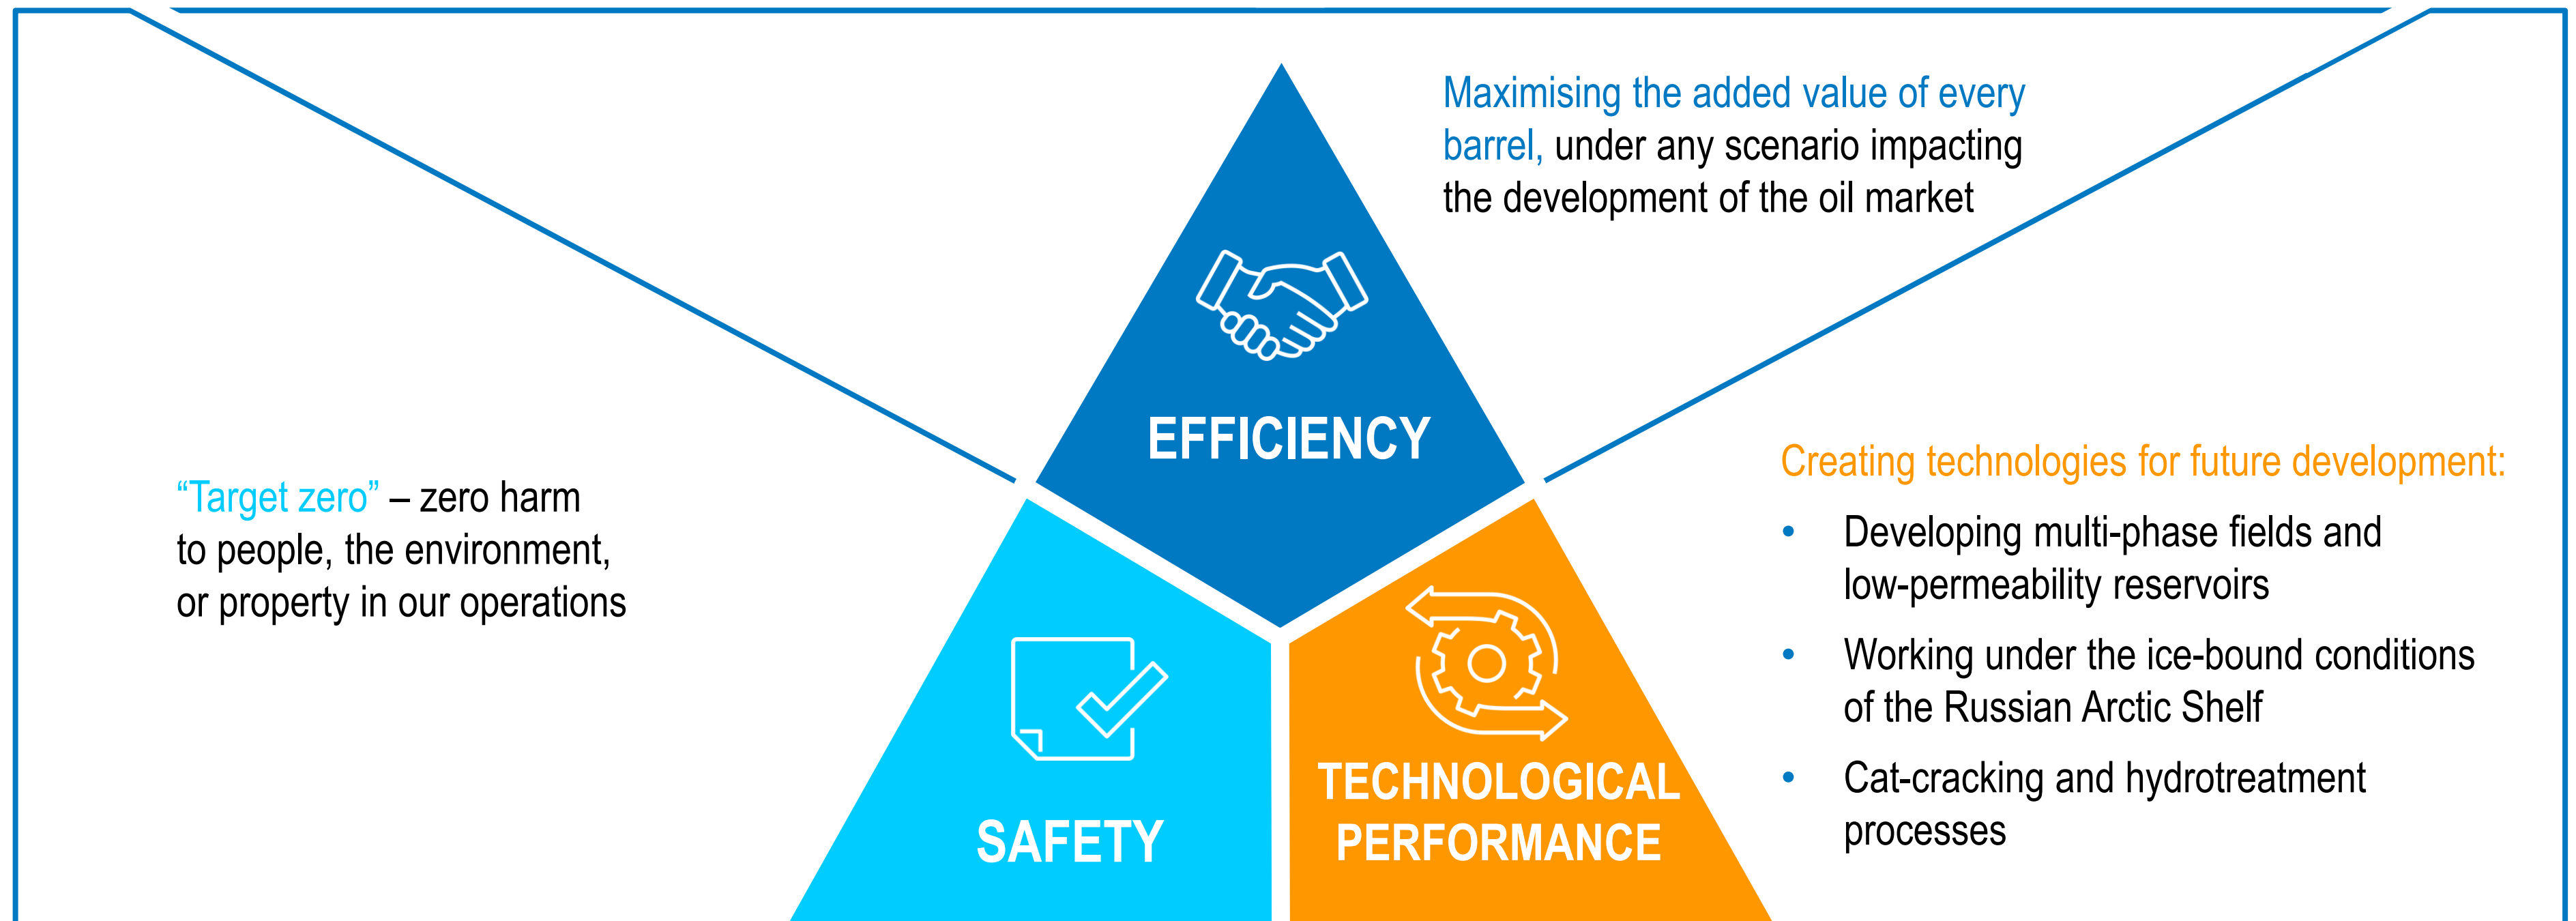 Maximising the added value of every
barrel, under any scenario impacting
the development of the oil market
EFFICIENCY
“Target zero” – zero harm
to people, the environment,
or property in our operations
SAFETY
TECHNOLOGICAL
PERFORMANCE
Creating technologies for future development:
• Developing multi-phase fields and
low-permeability reservoirs
• Working under the ice-bound conditions
of the Russian Arctic Shelf
• Cat-cracking and hydrotreatment
processes